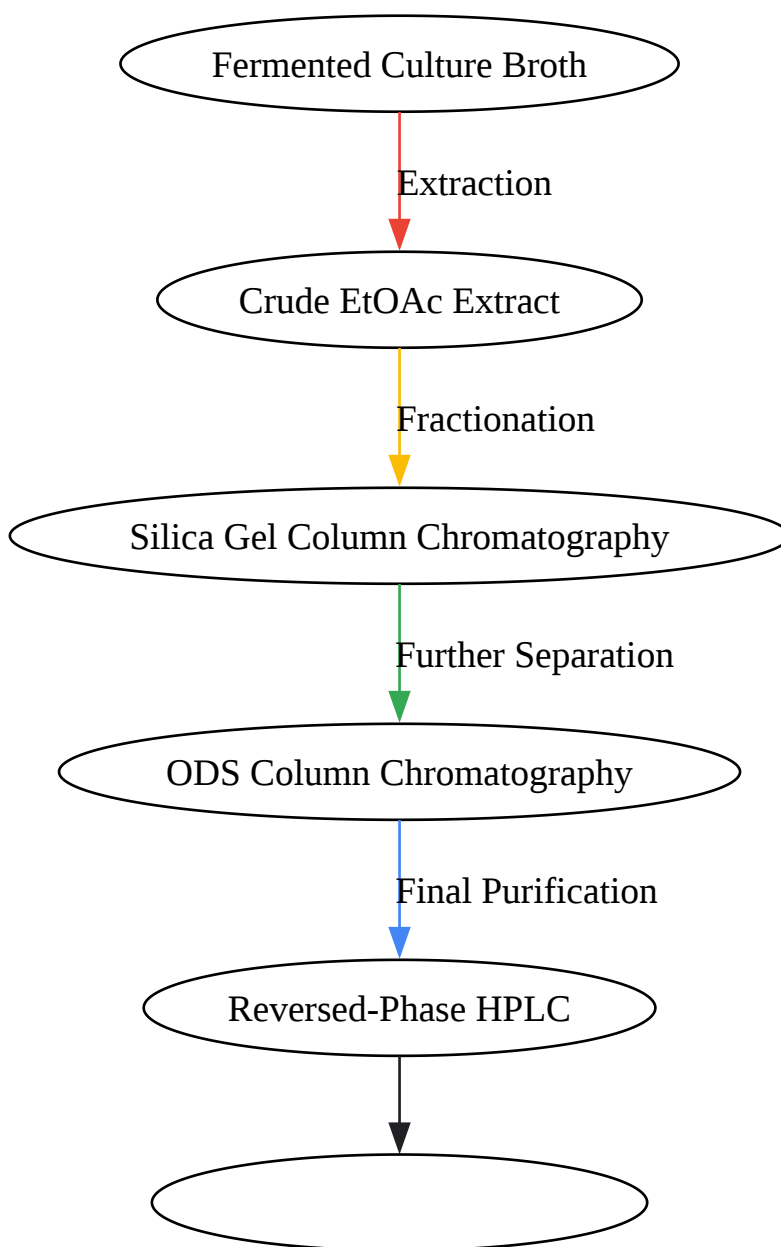 Fermented Culture Broth
Extraction
Crude EtOAc Extract
Fractionation
Silica Gel Column Chromatography
Further Separation
ODS Column Chromatography
Final Purification
Reversed-Phase HPLC